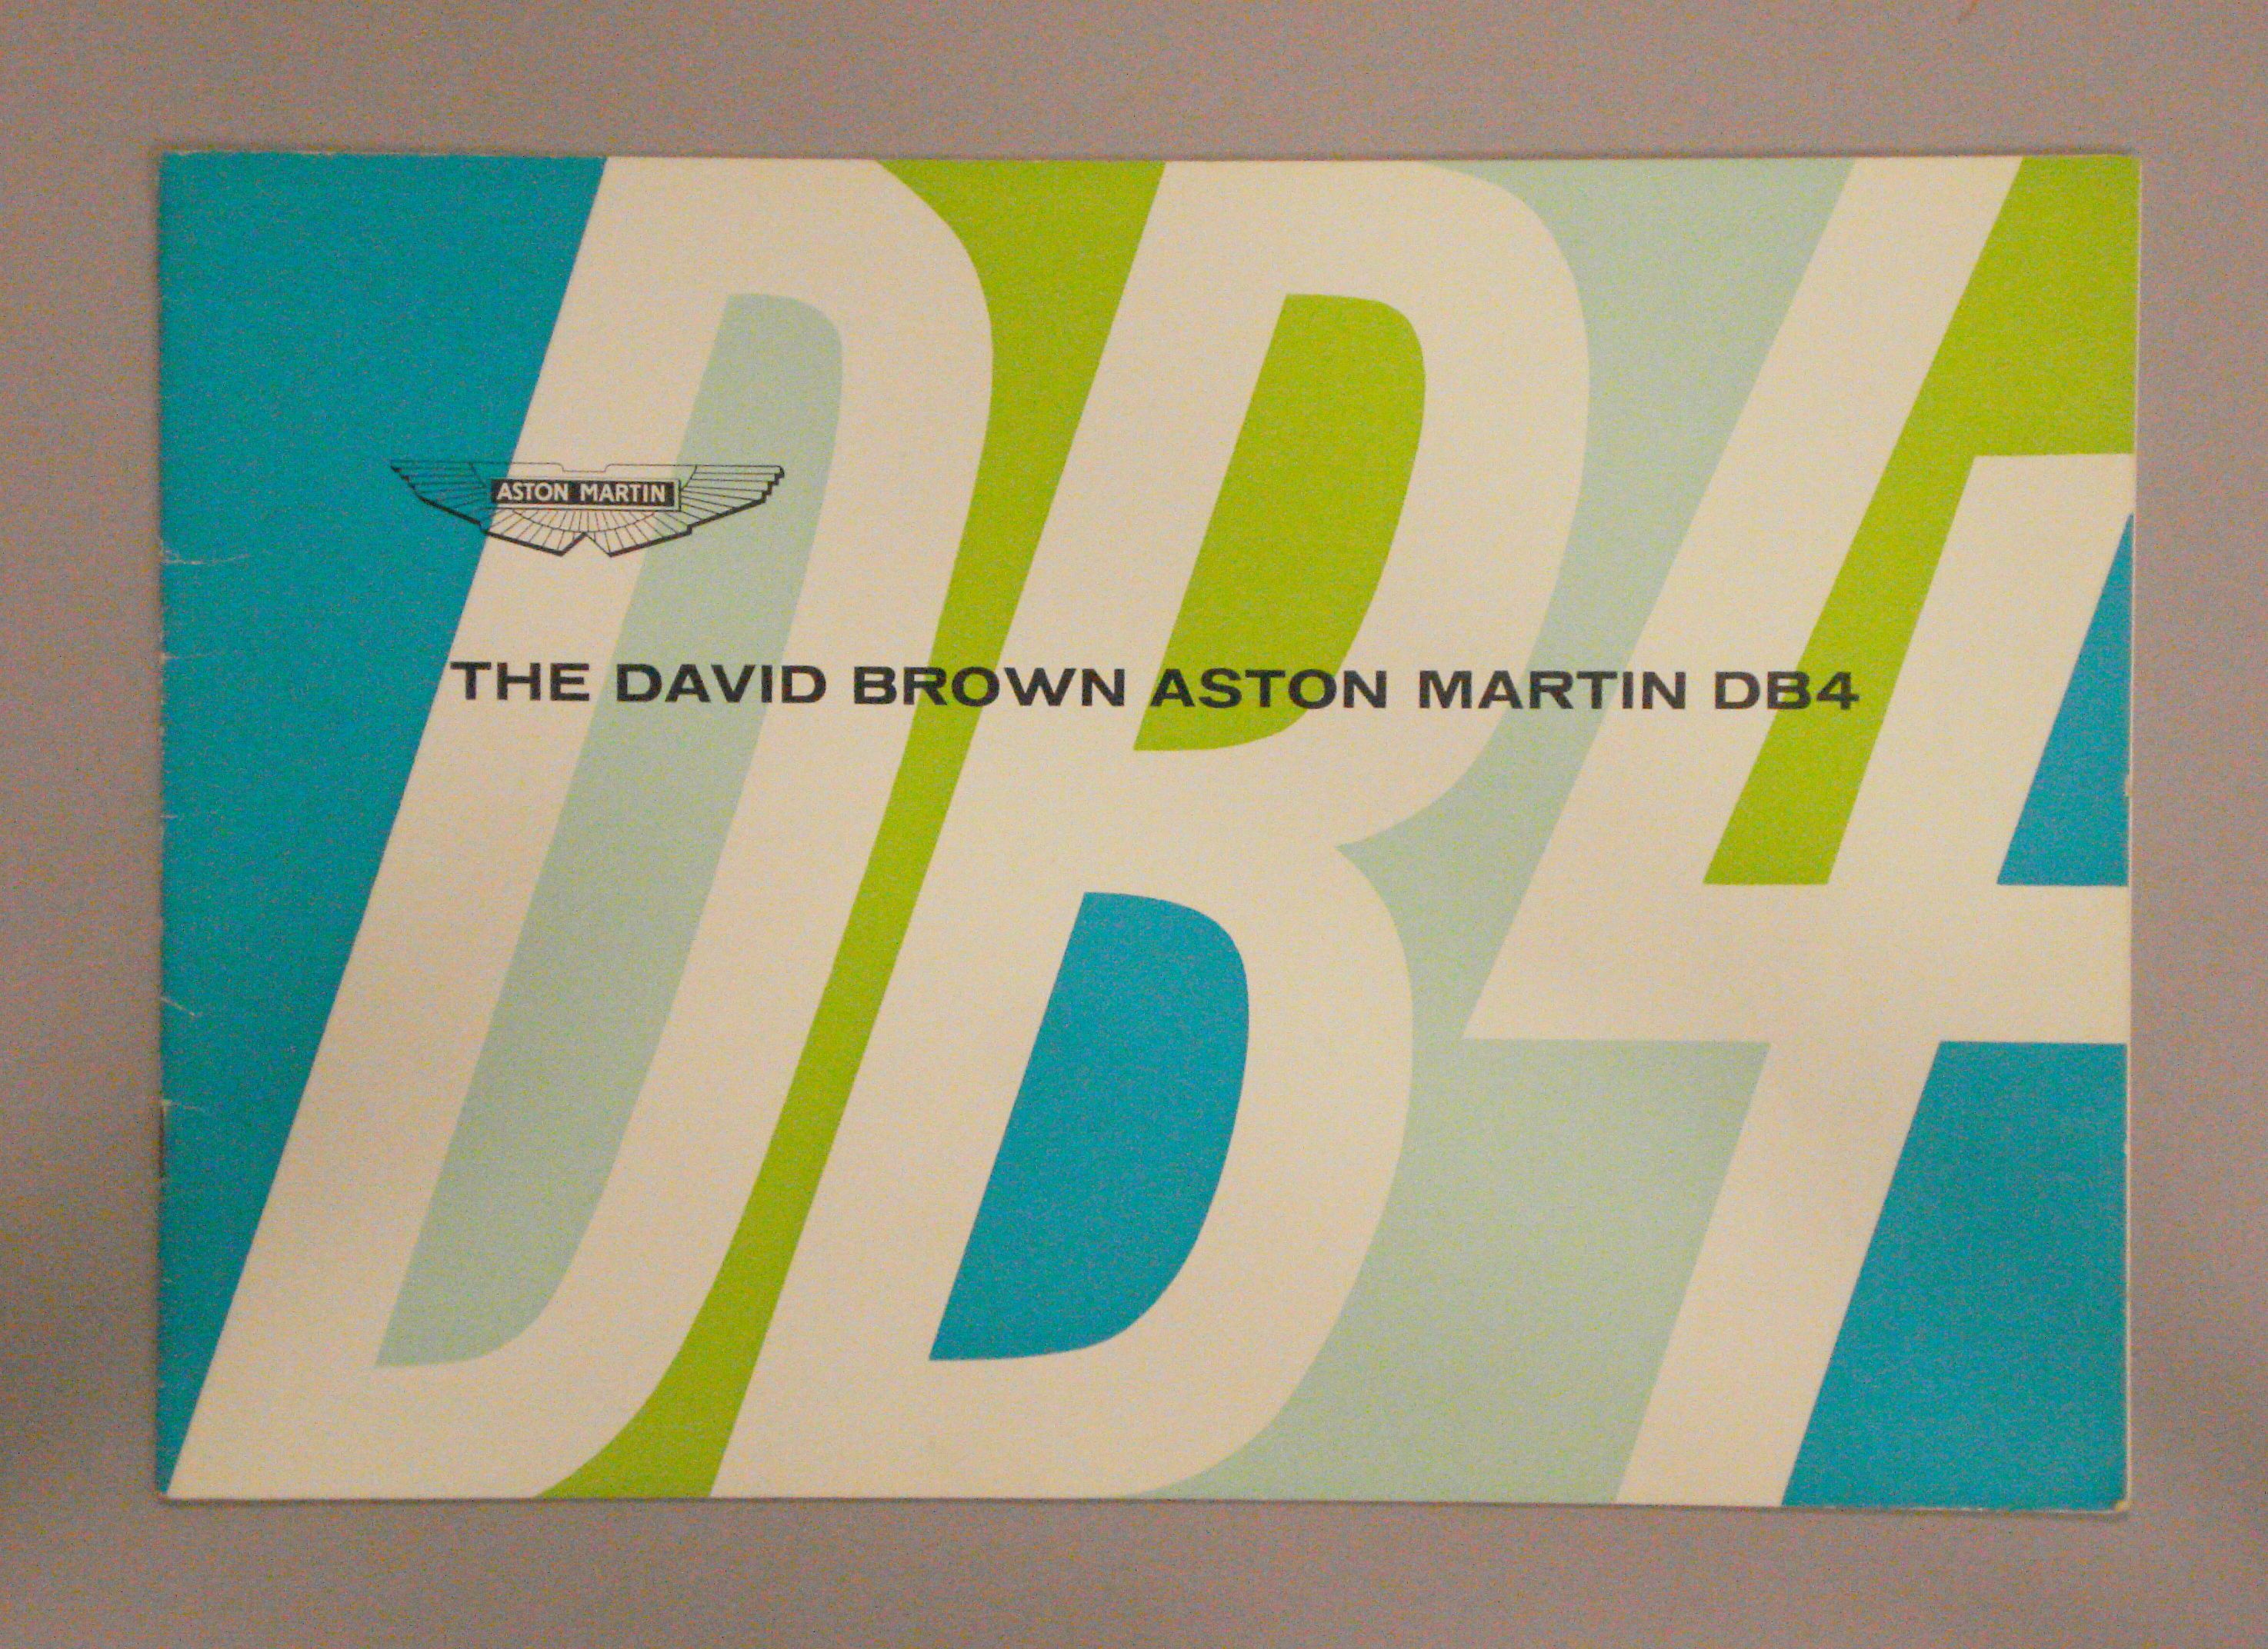 DB4
ASTON MARTIN
THE DAVID BROWN ASTON MARTIN DB4